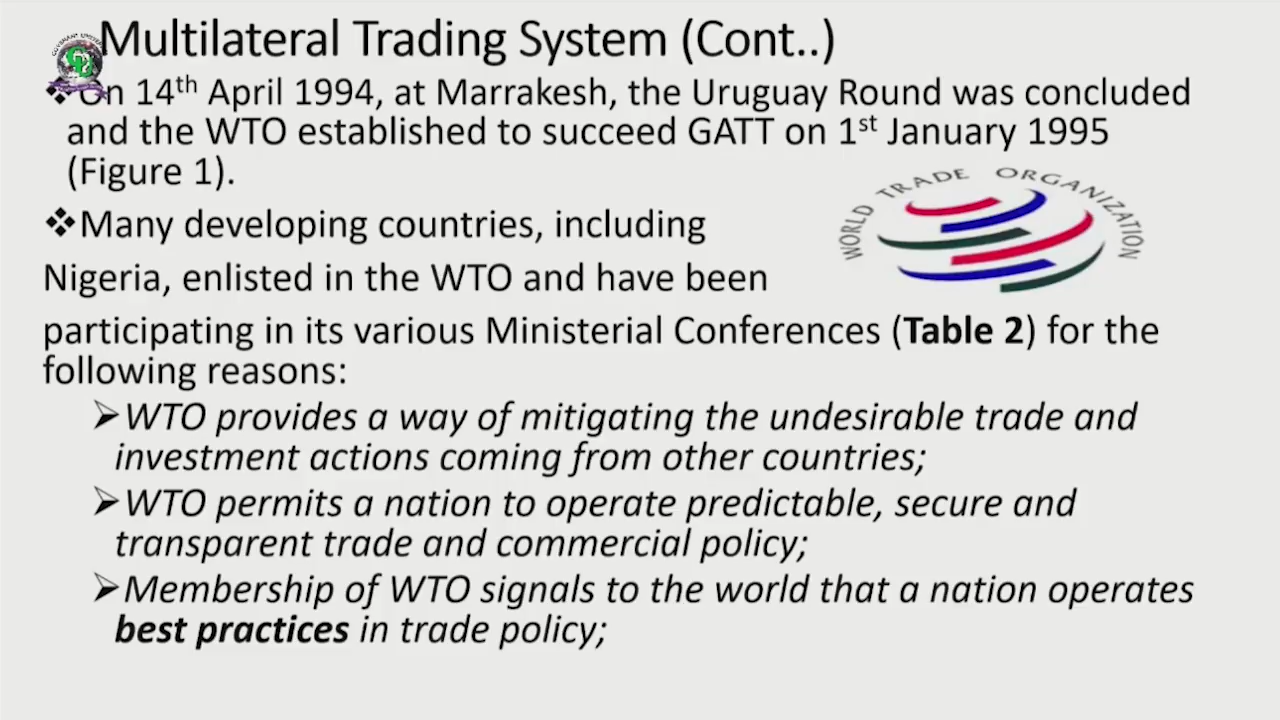 Multilateral Trading System (Cont..)
❖On 14th April 1994, at Marrakesh, the Uruguay Round was concluded
and the WTO established to succeed GATT on 1st January 1995
(Figure 1).
WORLD TRADE ORGANIZATION
❖Many developing countries, including
Nigeria, enlisted in the WTO and have been
participating in its various Ministerial Conferences (Table 2) for the
following reasons:
➢WTO provides a way of mitigating the undesirable trade and
investment actions coming from other countries;
➢WTO permits a nation to operate predictable, secure and
transparent trade and commercial policy;
➢Membership of WTO signals to the world that a nation operates
best practices in trade policy;